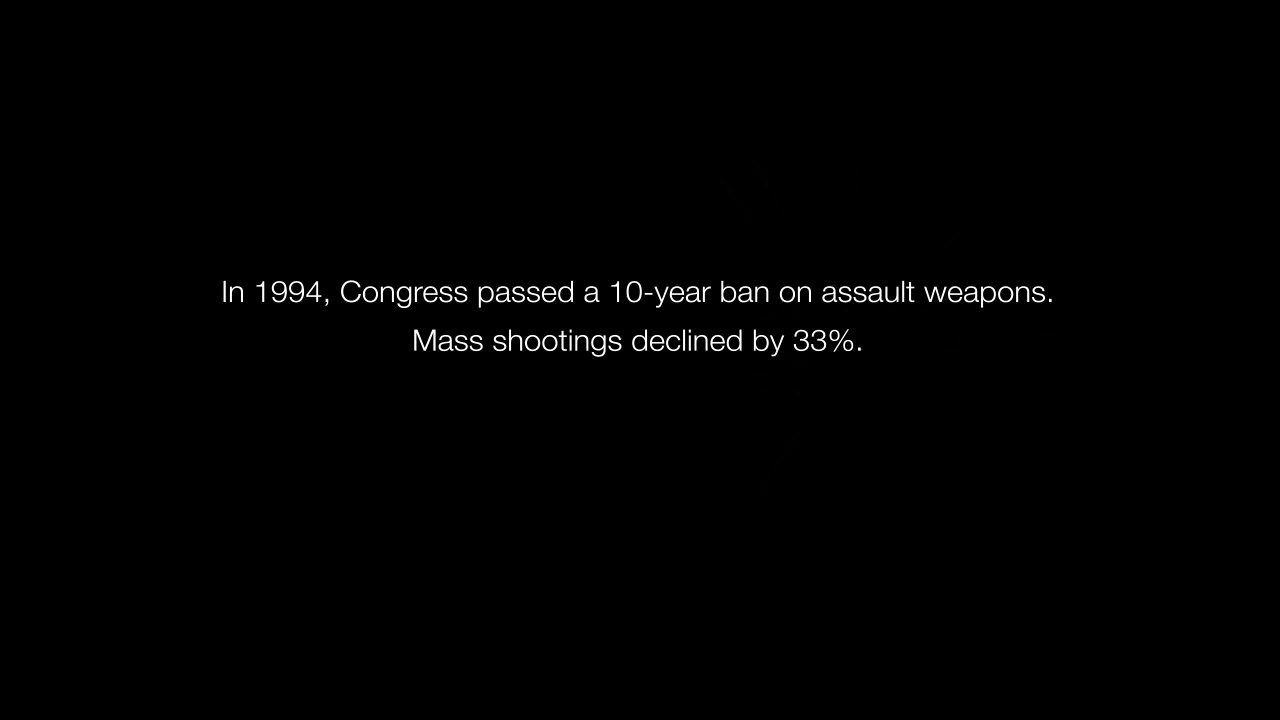 In 1994, Congress passed a 10-year ban on assault weapons.
Mass shootings declined by 33%.